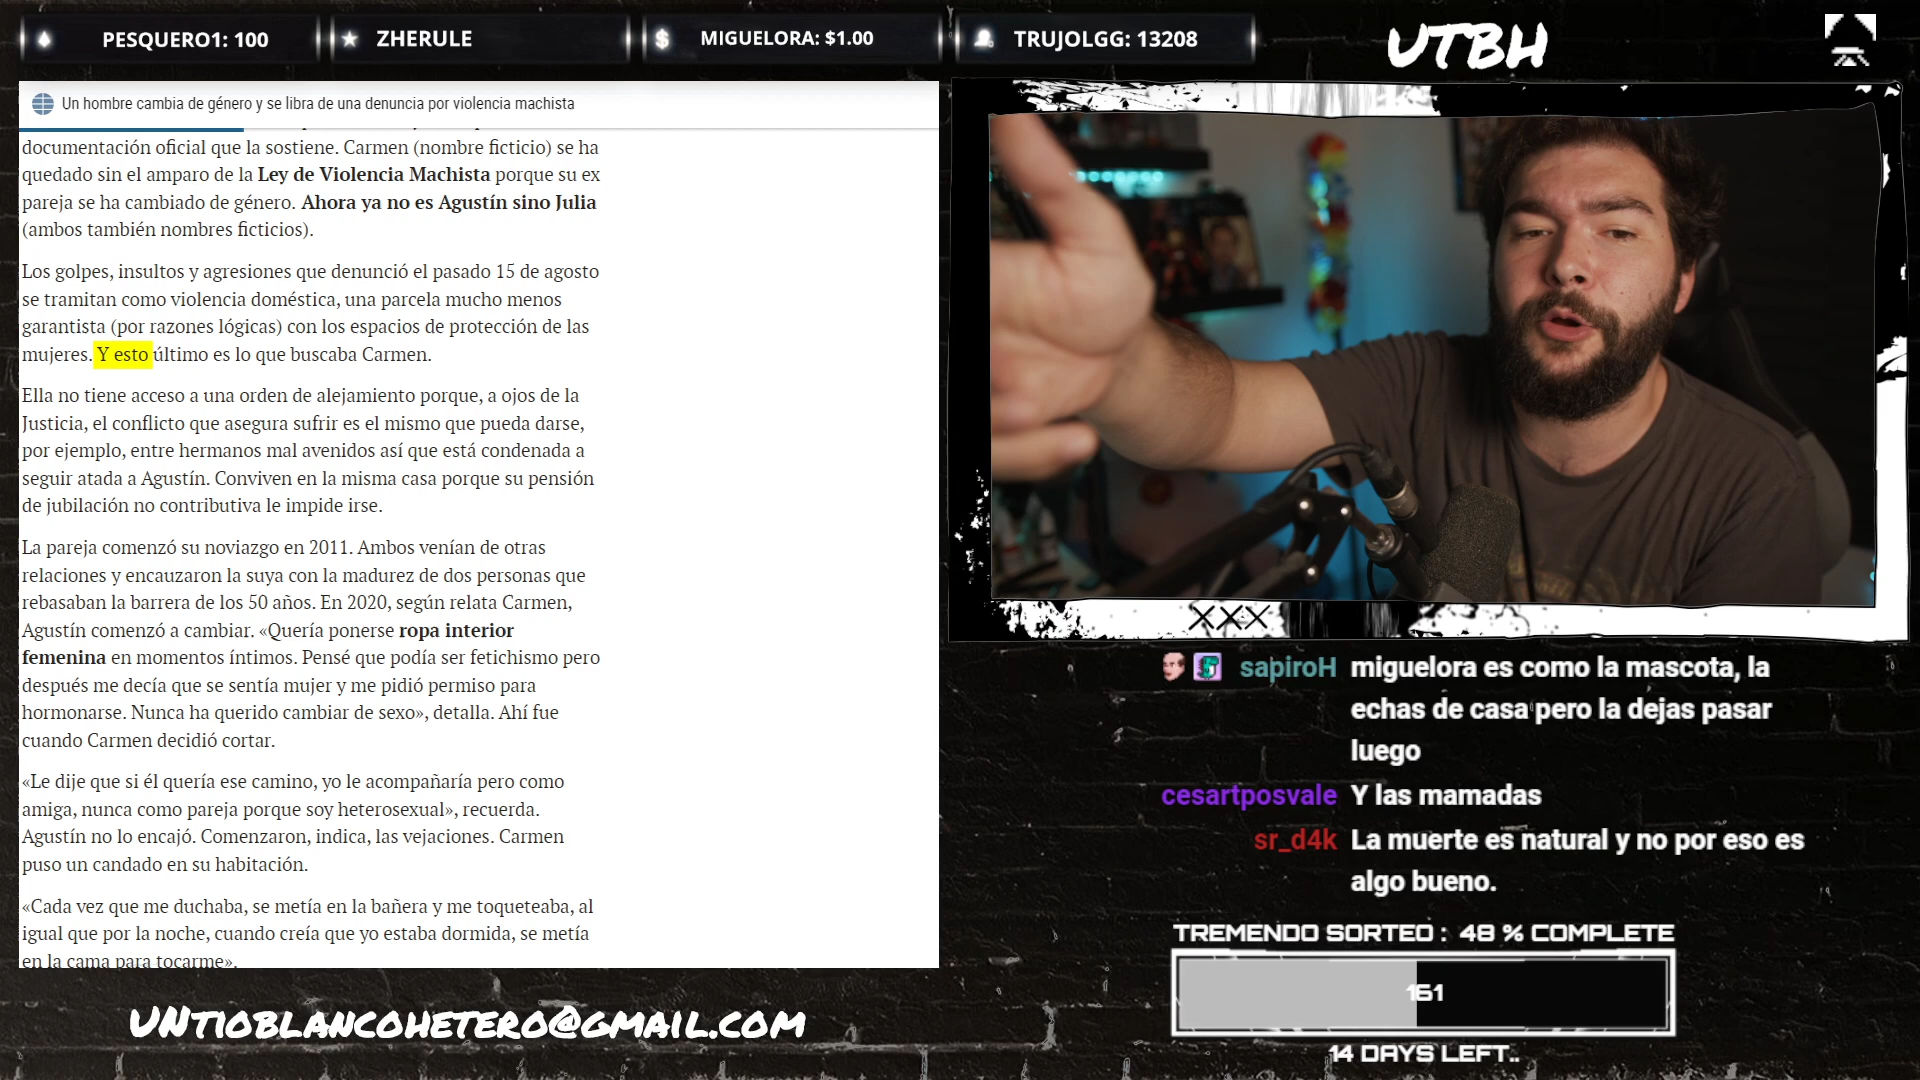 PESQUERO1: 100
ZHERULE
MIGUELORA: $1.00
TRUJOLGG: 13208
UTBH
Un hombre cambia de género y se libra de una denuncia por violencia machista
documentación oficial que la sostiene. Carmen (nombre ficticio) se ha
quedado sin el amparo de la Ley de Violencia Machista porque su ex
pareja se ha cambiado de género. Ahora ya no es Agustín sino Julia
(ambos también nombres ficticios).
Los golpes, insultos y agresiones que denunció el pasado 15 de agosto
se tramitan como violencia doméstica, una parcela mucho menos
garantista (por razones lógicas) con los espacios de protección de las
mujeres. Y esto último es lo que buscaba Carmen.
Ella no tiene acceso a una orden de alejamiento porque, a ojos de la
Justicia, el conflicto que asegura sufrir es el mismo que pueda darse,
por ejemplo, entre hermanos mal avenidos así que está condenada a
seguir atada a Agustín. Conviven en la misma casa porque su pensión
de jubilación no contributiva le impide irse.
La pareja comenzó su noviazgo en 2011. Ambos venían de otras
relaciones y encauzaron la suya con la madurez de dos personas que
rebasaban la barrera de los 50 años. En 2020, según relata Carmen,
Agustín comenzó a cambiar. «Quería ponerse ropa interior
femenina en momentos íntimos. Pensé que podía ser fetichismo pero
después me decía que se sentía mujer y me pidió permiso para
hormonarse. Nunca ha querido cambiar de sexo», detalla. Ahí fue
cuando Carmen decidió cortar.
«Le dije que si él quería ese camino, yo le acompañaría pero como
amiga, nunca como pareja porque soy heterosexual», recuerda.
Agustín no lo encajó. Comenzaron, indica, las vejaciones. Carmen
puso un candado en su habitación.
«Cada vez que me duchaba, se metía en la bañera y me toqueteaba, al
igual que por la noche, cuando creía que yo estaba dormida, se metía
en la cama para tocarme».
XXX
sapiroH miguelora es como la mascota, la
echas de casa pero la dejas pasar
luego
cesartposvale Y las mamadas
sr_d4k La muerte es natural y no por eso es
algo bueno.
TREMENDO SORTEO : 48 % COMPLETE
161
14 DAYS LEFT..
UNTIOBLANCOHETERO@GMAIL.COM